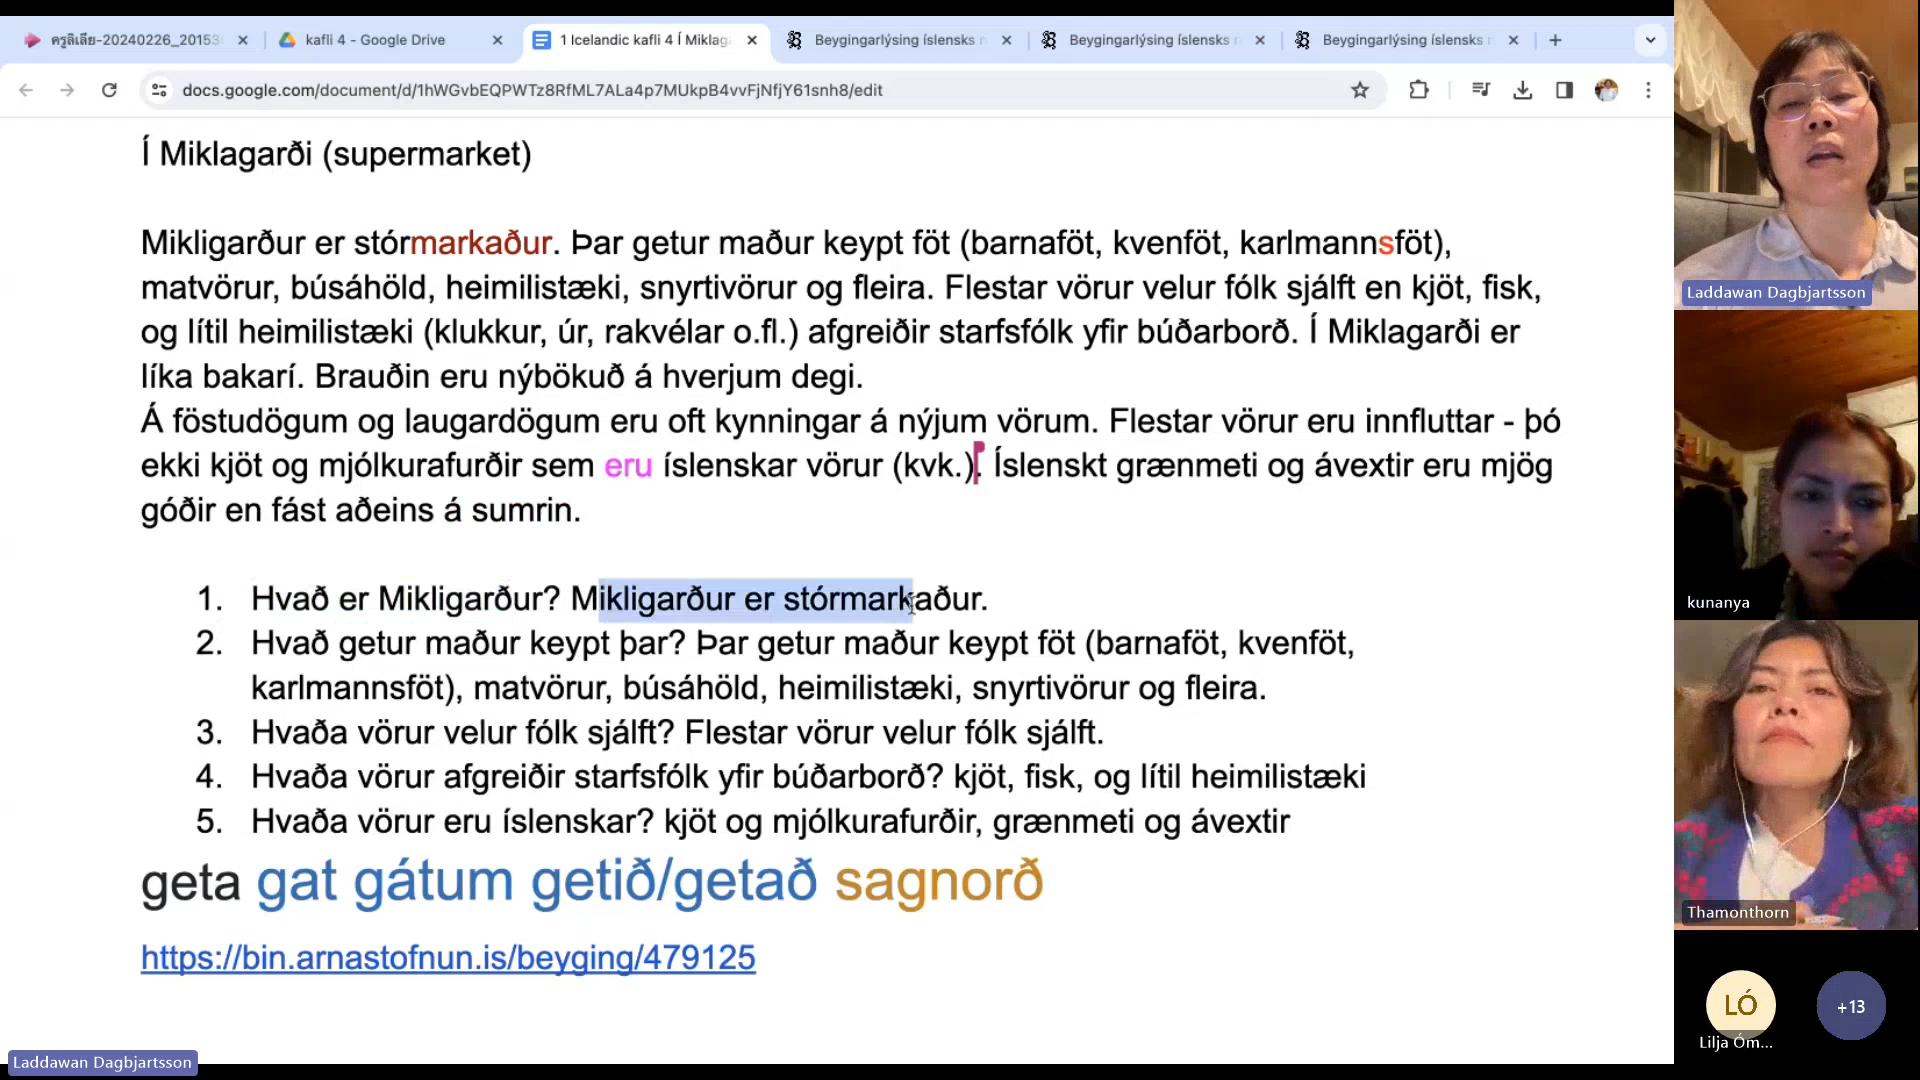 ครูลิเลีย-20240226_20153
kafli 4 - Google Drive
1 Icelandic kafli 4 Í Miklag
Beygingarlýsing íslensks n
Beygingarlýsing íslensks
Beygingarlýsing íslensks
docs.google.com/document/d/1hWGvbEQPWTz8RfML7ALa4p7MUkpB4vvFjNfjY61snh8/edit
Í Miklagarði (supermarket)
Mikligarður er stórmarkaður. Þar getur maður keypt föt (barnaföt, kvenföt, karlmannsföt),
matvörur, búsáhöld, heimilistæki, snyrtivörur og fleira. Flestar vörur velur fólk sjálft en kjöt, fisk,
og lítil heimilistæki (klukkur, úr, rakvélar o.fl.) afgreiðir starfsfólk yfir búðarborð. Í Miklagarði er
líka bakarí. Brauðin eru nýbökuð á hverjum degi.
Á föstudögum og laugardögum eru oft kynningar á nýjum vörum. Flestar vörur eru innfluttar - þó
ekki kjöt og mjólkurafurðir sem eru íslenskar vörur (kvk.). Íslenskt grænmeti og ávextir eru mjög
góðir en fást aðeins á sumrin.
1. Hvað er Mikligarður? Mikligarður er stórmarkaður.
2. Hvað getur maður keypt þar? Þar getur maður keypt föt (barnaföt, kvenföt,
karlmannsföt), matvörur, búsáhöld, heimilistæki, snyrtivörur og fleira.
3. Hvaða vörur velur fólk sjálft? Flestar vörur velur fólk sjálft.
4. Hvaða vörur afgreiðir starfsfólk yfir búðarborð? kjöt, fisk, og lítil heimilistæki
5. Hvaða vörur eru íslenskar? kjöt og mjólkurafurðir, grænmeti og ávextir
geta gat gátum getið/getað sagnorð
https://bin.arnastofnun.is/beyging/479125
Laddawan Dagbjartsson
Laddawan Dagbjartsson
kunanya
Thamonthorn
LÓ
+13
Lilja Óm...